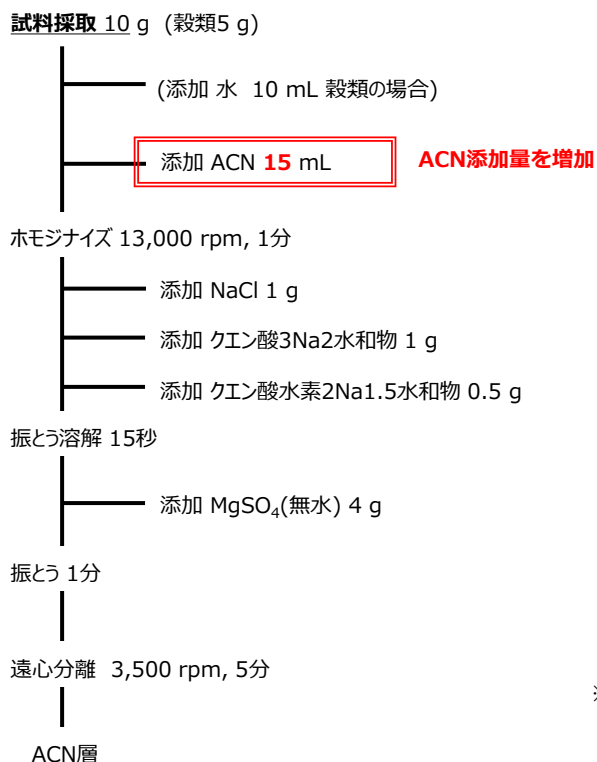 試料採取 10 g (穀類5 g)
(添加 水 10 mL 穀類の場合)
添加 ACN 15 mL ACN添加量を増加
ホモジナイズ 13,000 rpm, 1分
添加 NaCl 1 g
添加 クエン酸3Na2水和物 1 g
添加 クエン酸水素2Na1.5水和物 0.5 g
振とう溶解 15秒
添加 MgSO₄(無水) 4 g
振とう 1分
遠心分離 3,500 rpm, 5分
ACN層